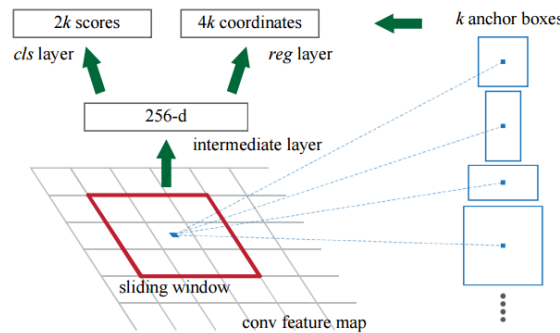 2k scores
4k coordinates
k anchor boxes
cls layer
reg layer
256-d
intermediate layer
sliding window
conv feature map